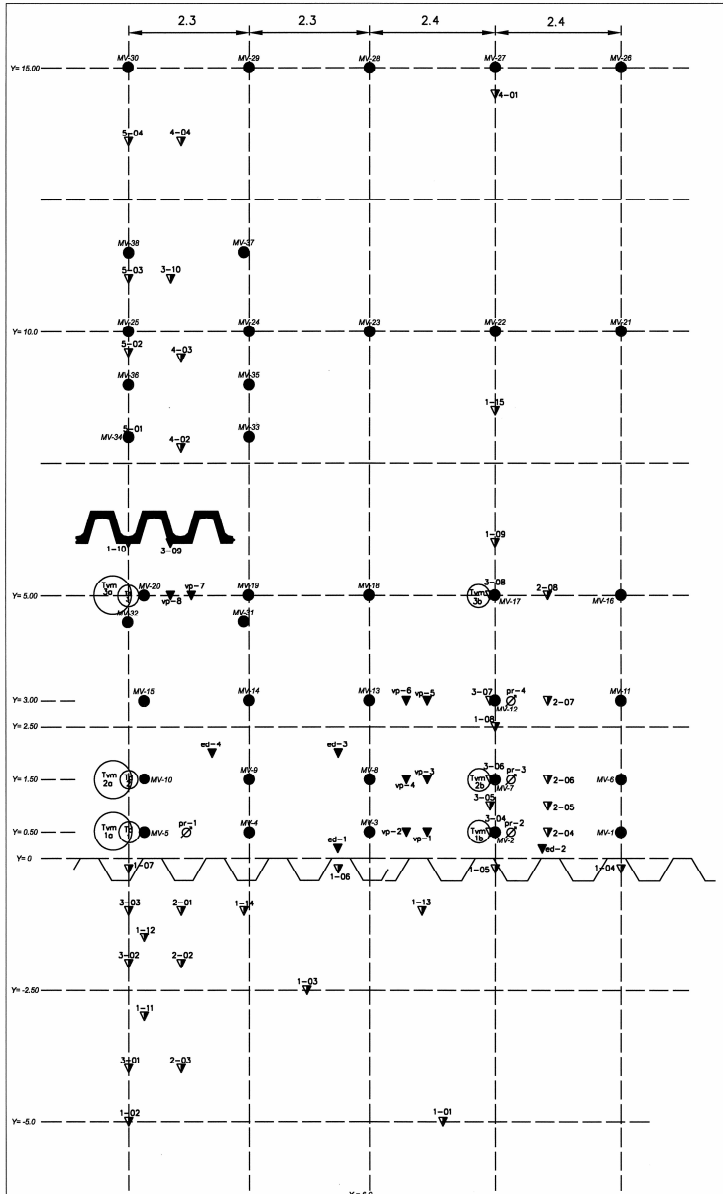 2.3 2.3 2.4 2.4
MV-30 MV-29 MV-28 MV-27 MV-26
Y= 15.00
4-01
5-04 4-04
MV-38 MV-37
5-03 3-10
MV-25 MV-24 MV-23 MV-22 MV-21
Y= 10.0
5-02 4-03
MV-36 MV-35
1-15
5-01 MV-33
MV-34 4-02
1-09
1-10 3-09
Tvm 3a MV-20 vp-7 MV-19 MV-18 3-08 2-08
Y= 5.00
vp-8 Tvm 3b MV-17 MV-16
MV-32 MV-31
MV-15 MV-14 MV-13 vp-6 vp-5 3-07 pr-4 MV-11
Y= 3.00
MV-12 2-07
1-08
Y= 2.50
ed-4 ed-3
Tvm 2a MV-10 MV-9 MV-8 vp-3 3-06 pr-3 2-06 MV-6
Y= 1.50
vp-4 Tvm 2b MV-7
3-05 2-05
Tvm 1a MV-5 pr-1 MV-4 MV-3 3-04 pr-2
Y= 0.50
vp-2 vp-1 Tvm 1b MV-2 2-04 MV-1
ed-1 ed-2
Y= 0
1-07 1-06 1-05 1-04
3-03 2-01 1-14 1-13
1-12
3-02 2-02
1-03
Y= -2.50
1-11
3-01 2-03
1-02 1-01
Y= -5.0